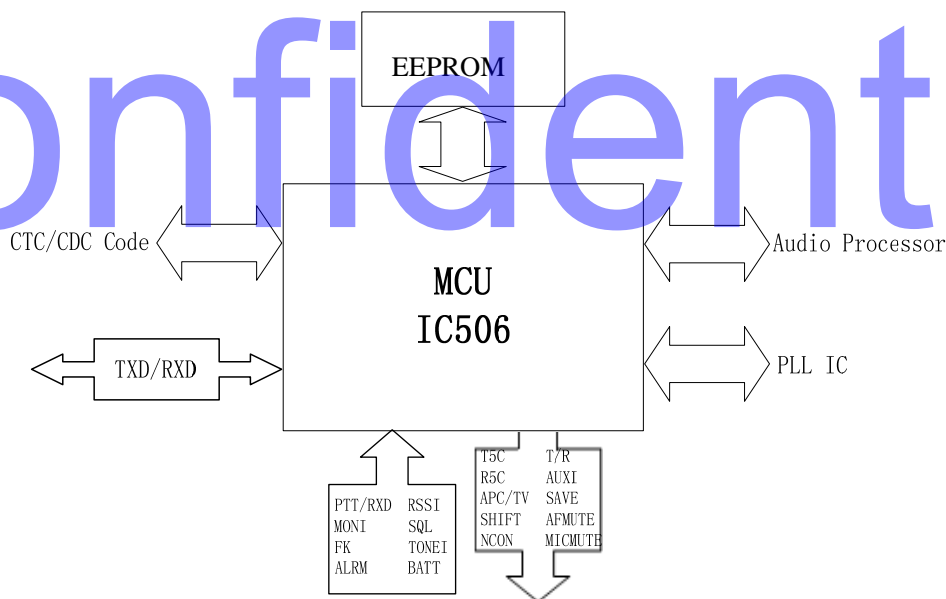 EEPROM
onfident
CTC/CDC Code
Audio Processor
MCU
IC506
TXD/RXD
PLL IC
PTT/RXD RSSI
MONI SQL
FK TONEI
ALRM BATT
T5C T/R
R5C AUXI
APC/TV SAVE
SHIFT AFMUTE
NCON MICMUTE